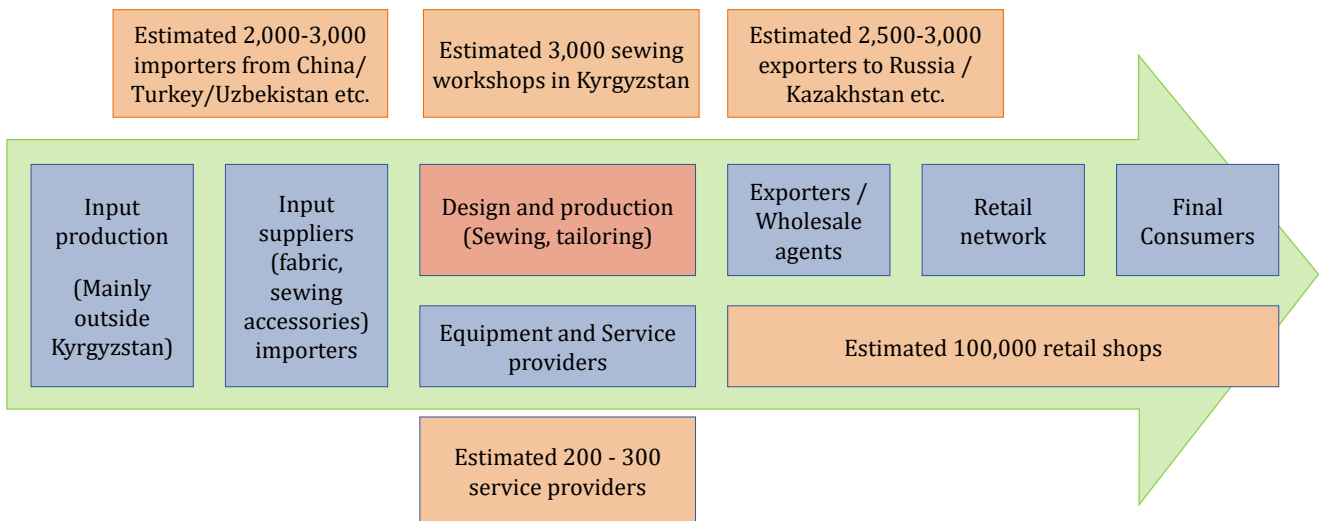 Estimated 2,000-3,000
importers from China/
Turkey/Uzbekistan etc.
Estimated 3,000 sewing
workshops in Kyrgyzstan
Estimated 2,500-3,000
exporters to Russia /
Kazakhstan etc.
Input
production
(Mainly
outside
Kyrgyzstan)
Input
suppliers
(fabric,
sewing
accessories)
importers
Design and production
(Sewing, tailoring)
Exporters /
Wholesale
agents
Retail
network
Final
Consumers
Equipment and Service
providers
Estimated 100,000 retail shops
Estimated 200 - 300
service providers